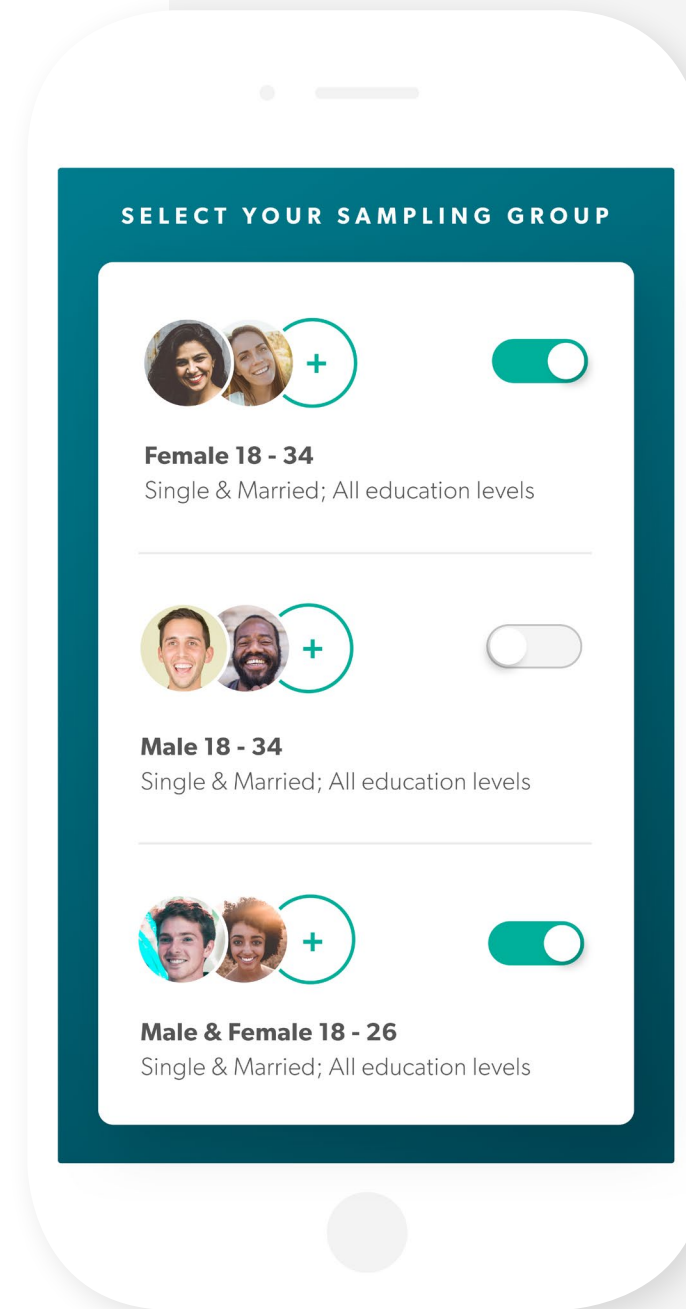 SELECT YOUR SAMPLING GROUP
+
Female 18 - 34
Single & Married; All education levels
+
Male 18 - 34
Single & Married; All education levels
+
Male & Female 18 - 26
Single & Married; All education levels